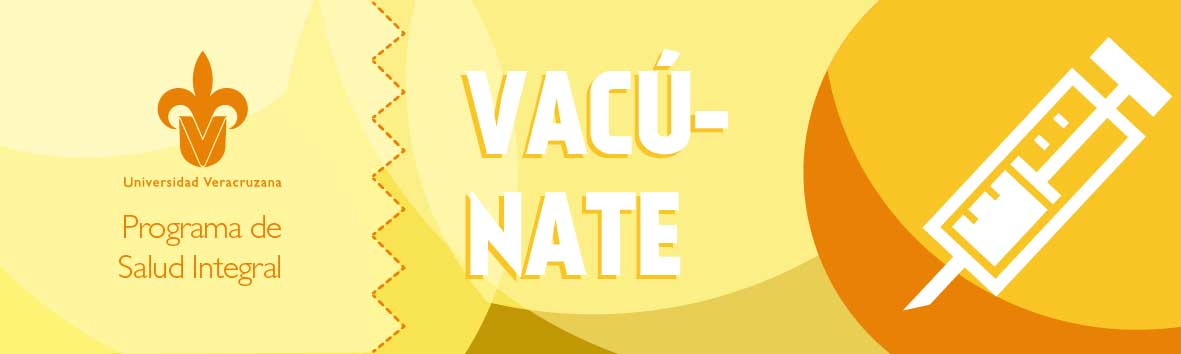 Universidad Veracruzana
Programa de
Salud Integral
VACÚ-
NATE